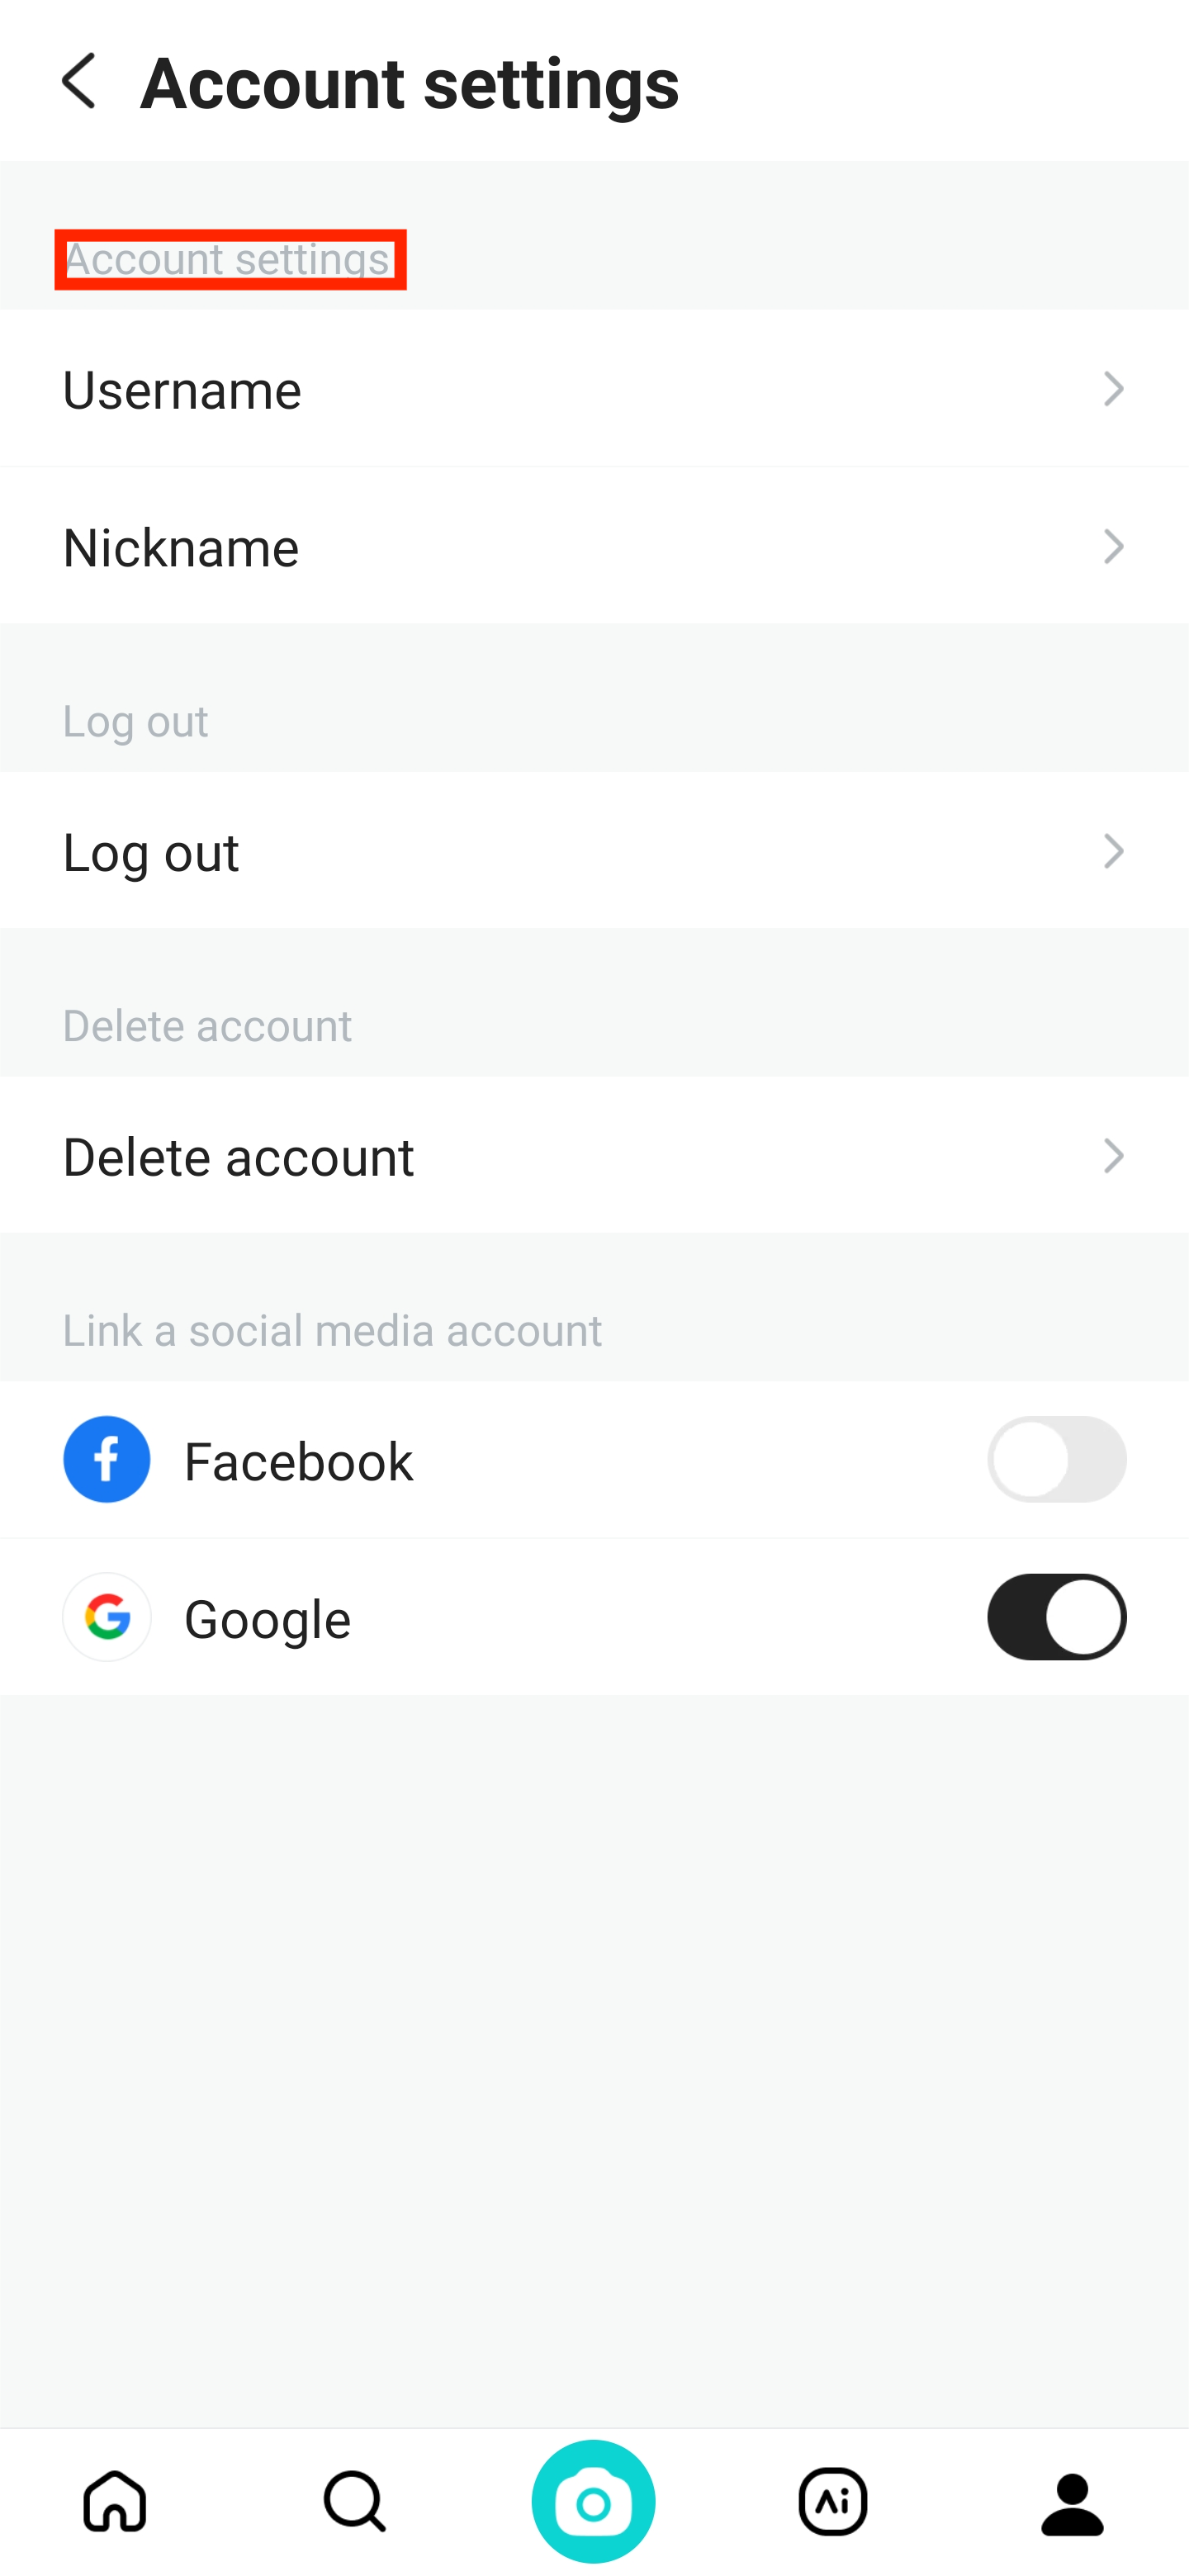 Account settings
Account settings
Username
Nickname
Log out
Log out
Delete account
Delete account
Link a social media account
Facebook
Google
Ai